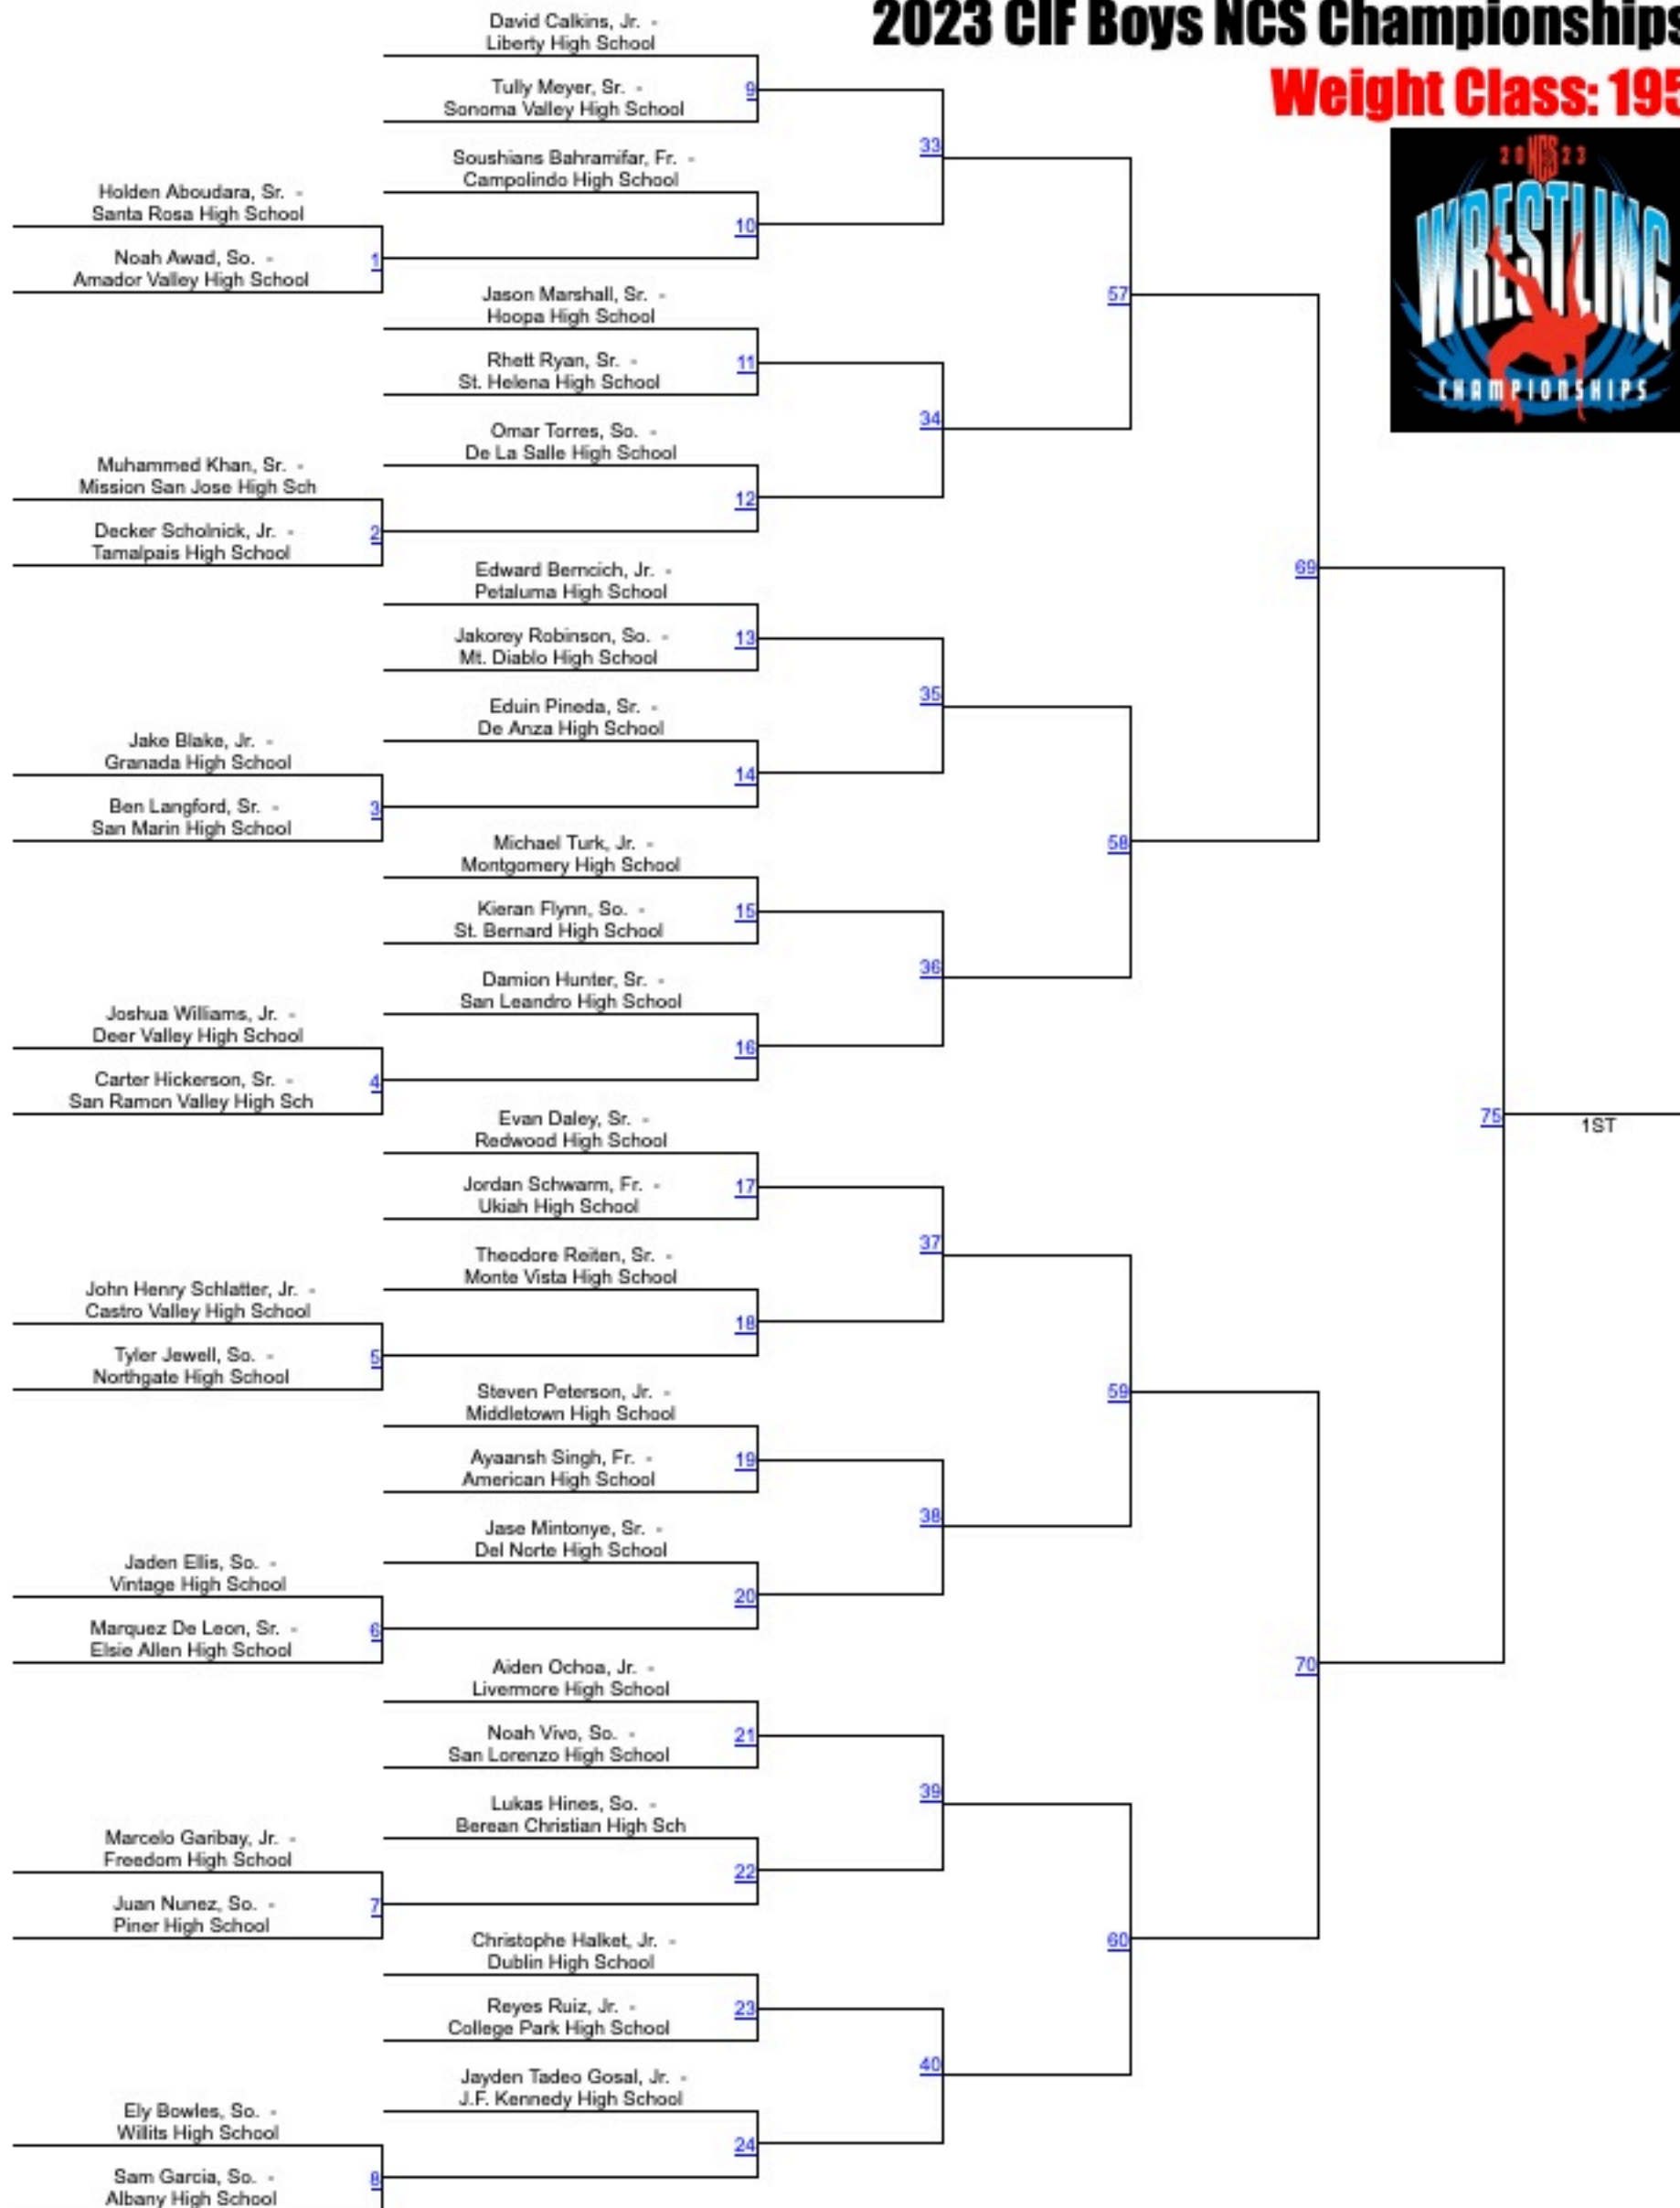 2023 CIF Boys NCS Championships
Weight Class: 195
20 NCS 23
WRESTLING
CHAMPIONSHIPS
Holden Aboudara, Sr. -
Santa Rosa High School
Noah Awad, So. -
Amador Valley High School
1
Muhammed Khan, Sr. -
Mission San Jose High Sch
Decker Scholnick, Jr. -
Tamalpais High School
2
Jake Blake, Jr. -
Granada High School
Ben Langford, Sr. -
San Marin High School
3
Joshua Williams, Jr. -
Deer Valley High School
Carter Hickerson, Sr. -
San Ramon Valley High Sch
4
John Henry Schlatter, Jr. -
Castro Valley High School
Tyler Jewell, So. -
Northgate High School
5
Jaden Ellis, So. -
Vintage High School
Marquez De Leon, Sr. -
Elsie Allen High School
6
Marcelo Garibay, Jr. -
Freedom High School
Juan Nunez, So. -
Piner High School
7
Ely Bowles, So. -
Willits High School
Sam Garcia, So. -
Albany High School
8
David Calkins, Jr. -
Liberty High School
Tully Meyer, Sr. -
Sonoma Valley High School
9
Soushians Bahramifar, Fr. -
Campolindo High School
10
Jason Marshall, Sr. -
Hoopa High School
Rhett Ryan, Sr. -
St. Helena High School
11
Omar Torres, So. -
De La Salle High School
12
Edward Berncich, Jr. -
Petaluma High School
Jakorey Robinson, So. -
Mt. Diablo High School
13
Eduin Pineda, Sr. -
De Anza High School
14
Michael Turk, Jr. -
Montgomery High School
Kieran Flynn, So. -
St. Bernard High School
15
Damion Hunter, Sr. -
San Leandro High School
16
Evan Daley, Sr. -
Redwood High School
Jordan Schwarm, Fr. -
Ukiah High School
17
Theodore Reiten, Sr. -
Monte Vista High School
18
Steven Peterson, Jr. -
Middletown High School
Ayaansh Singh, Fr. -
American High School
19
Jase Mintonye, Sr. -
Del Norte High School
20
Aiden Ochoa, Jr. -
Livermore High School
Noah Vivo, So. -
San Lorenzo High School
21
Lukas Hines, So. -
Berean Christian High Sch
22
Christophe Halket, Jr. -
Dublin High School
Reyes Ruiz, Jr. -
College Park High School
23
Jayden Tadeo Gosal, Jr. -
J.F. Kennedy High School
24
33
34
35
36
37
38
39
40
57
58
59
60
69
70
75
1ST